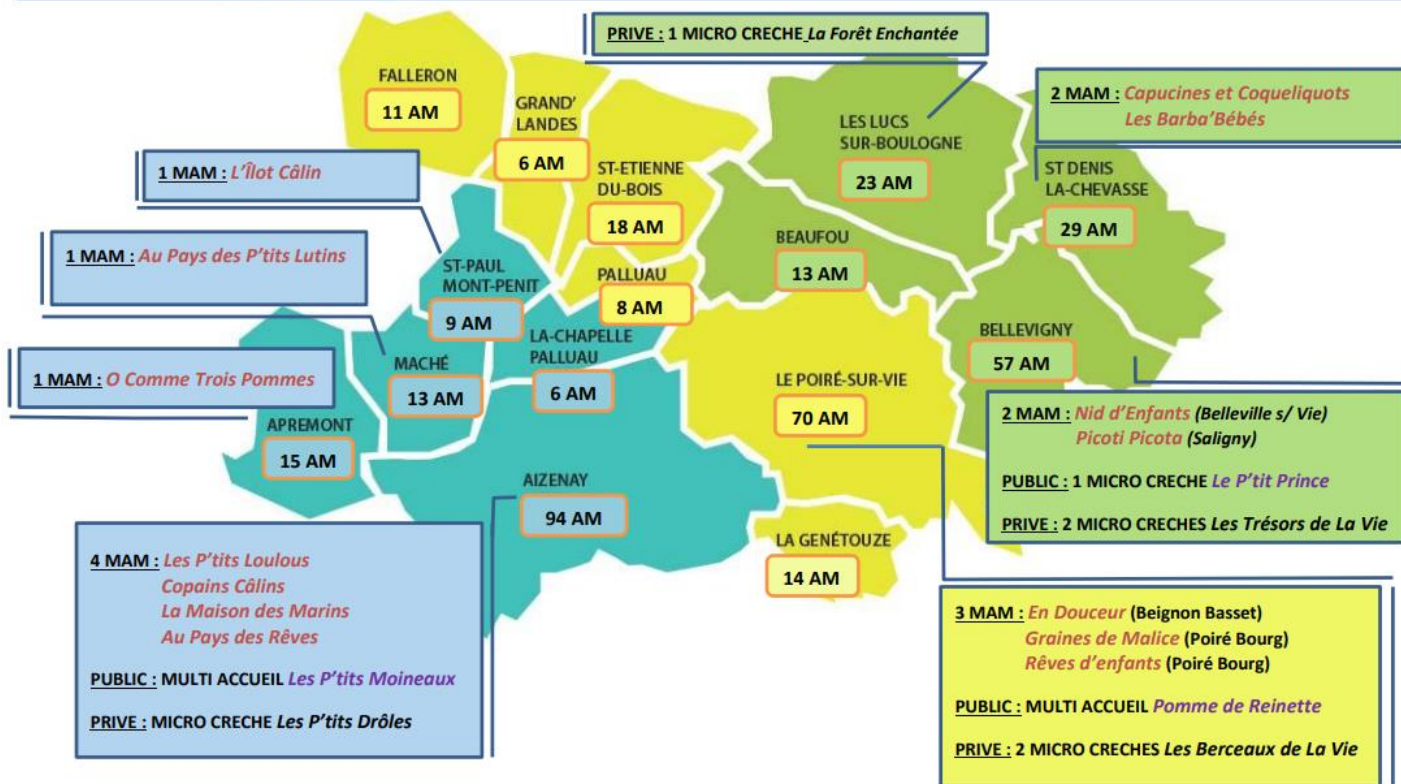 PRIVE : 1 MICRO CRECHE La Forêt Enchantée
FALLERON
11 AM
GRAND'
LANDES
6 AM
ST-ETIENNE
DU-BOIS
18 AM
LES LUCS
SUR-BOULOGNE
23 AM
2 MAM : Capucines et Coqueliquots
Les Barba'Bébés
ST DENIS
LA-CHEVASSE
29 AM
1 MAM : L'Îlot Câlin
1 MAM : Au Pays des P'tits Lutins
ST-PAUL
MONT-PENIT
9 AM
PALLUAU
8 AM
BEAUFOU
13 AM
BELLEVIGNY
57 AM
1 MAM : O Comme Trois Pommes
MACHÉ
13 AM
LA-CHAPELLE
PALLUAU
6 AM
LE POIRÉ-SUR-VIE
70 AM
APREMONT
15 AM
AIZENAY
94 AM
LA GENÉTOUZE
14 AM
2 MAM : Nid d'Enfants (Belleville s/ Vie)
Picoti Picota (Saligny)
PUBLIC : 1 MICRO CRECHE Le P'tit Prince
PRIVE : 2 MICRO CRECHES Les Trésors de La Vie
4 MAM : Les P'tits Loulous
Copains Câlins
La Maison des Marins
Au Pays des Rêves
PUBLIC : MULTI ACCUEIL Les P'tits Moineaux
PRIVE : MICRO CRECHE Les P'tits Drôles
3 MAM : En Douceur (Beignon Basset)
Graines de Malice (Poiré Bourg)
Rêves d'enfants (Poiré Bourg)
PUBLIC : MULTI ACCUEIL Pomme de Reinette
PRIVE : 2 MICRO CRECHES Les Berceaux de La Vie